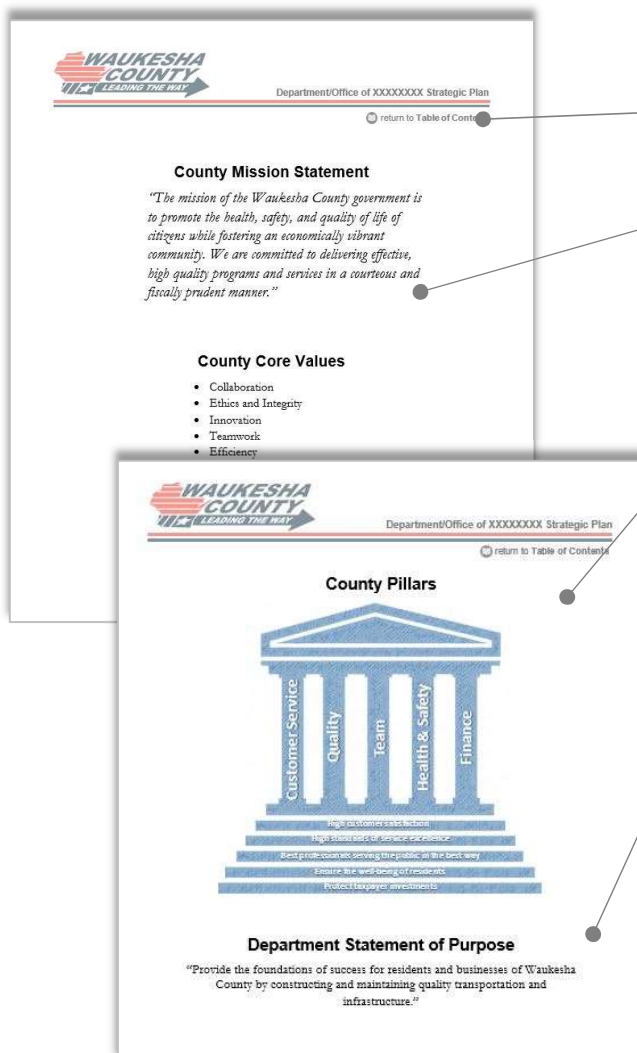 WAUKESHA
COUNTY
LEADING THE WAY
Department/Office of XXXXXXXX Strategic Plan
return to Table of Conte
County Mission Statement
“The mission of the Waukesha County government is
to promote the health, safety, and quality of life of
citizens while fostering an economically vibrant
community. We are committed to delivering effective,
high quality programs and services in a courteous and
fiscally prudent manner.”
County Core Values
• Collaboration
• Ethics and Integrity
• Innovation
• Teamwork
• Efficiency
WAUKESHA
COUNTY
LEADING THE WAY
Department/Office of XXXXXXXX Strategic Plan
return to Table of Contents
County Pillars
Customer Service
Quality
Team
Health & Safety
Finance
High customer satisfaction
High standards of service excellence
Best professionals serving the public in the best way
Ensure the well-being of residents
Protect taxpayer investments
Department Statement of Purpose
“Provide the foundations of success for residents and businesses of Waukesha
County by constructing and maintaining quality transportation and
infrastructure.”